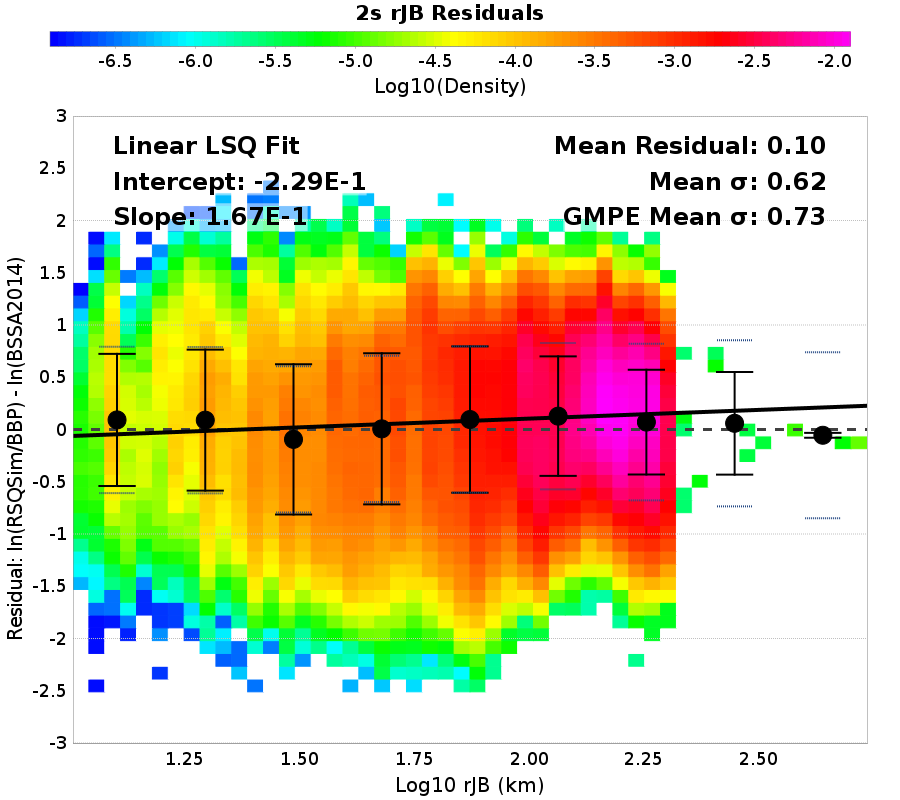 2s rJB Residuals
-6.5 -6.0 -5.5 -5.0 -4.5 -4.0 -3.5 -3.0 -2.5 -2.0
Log10(Density)
Linear LSQ Fit
Intercept: -2.29E-1
Slope: 1.67E-1
Mean Residual: 0.10
Mean σ: 0.62
GMPE Mean σ: 0.73
Residual: ln(RSQSim/BBP) - ln(BSSA2014)
3
2.5
2
1.5
1
0.5
0
-0.5
-1
-1.5
-2
-2.5
-3
1.25 1.50 1.75 2.00 2.25 2.50
Log10 rJB (km)